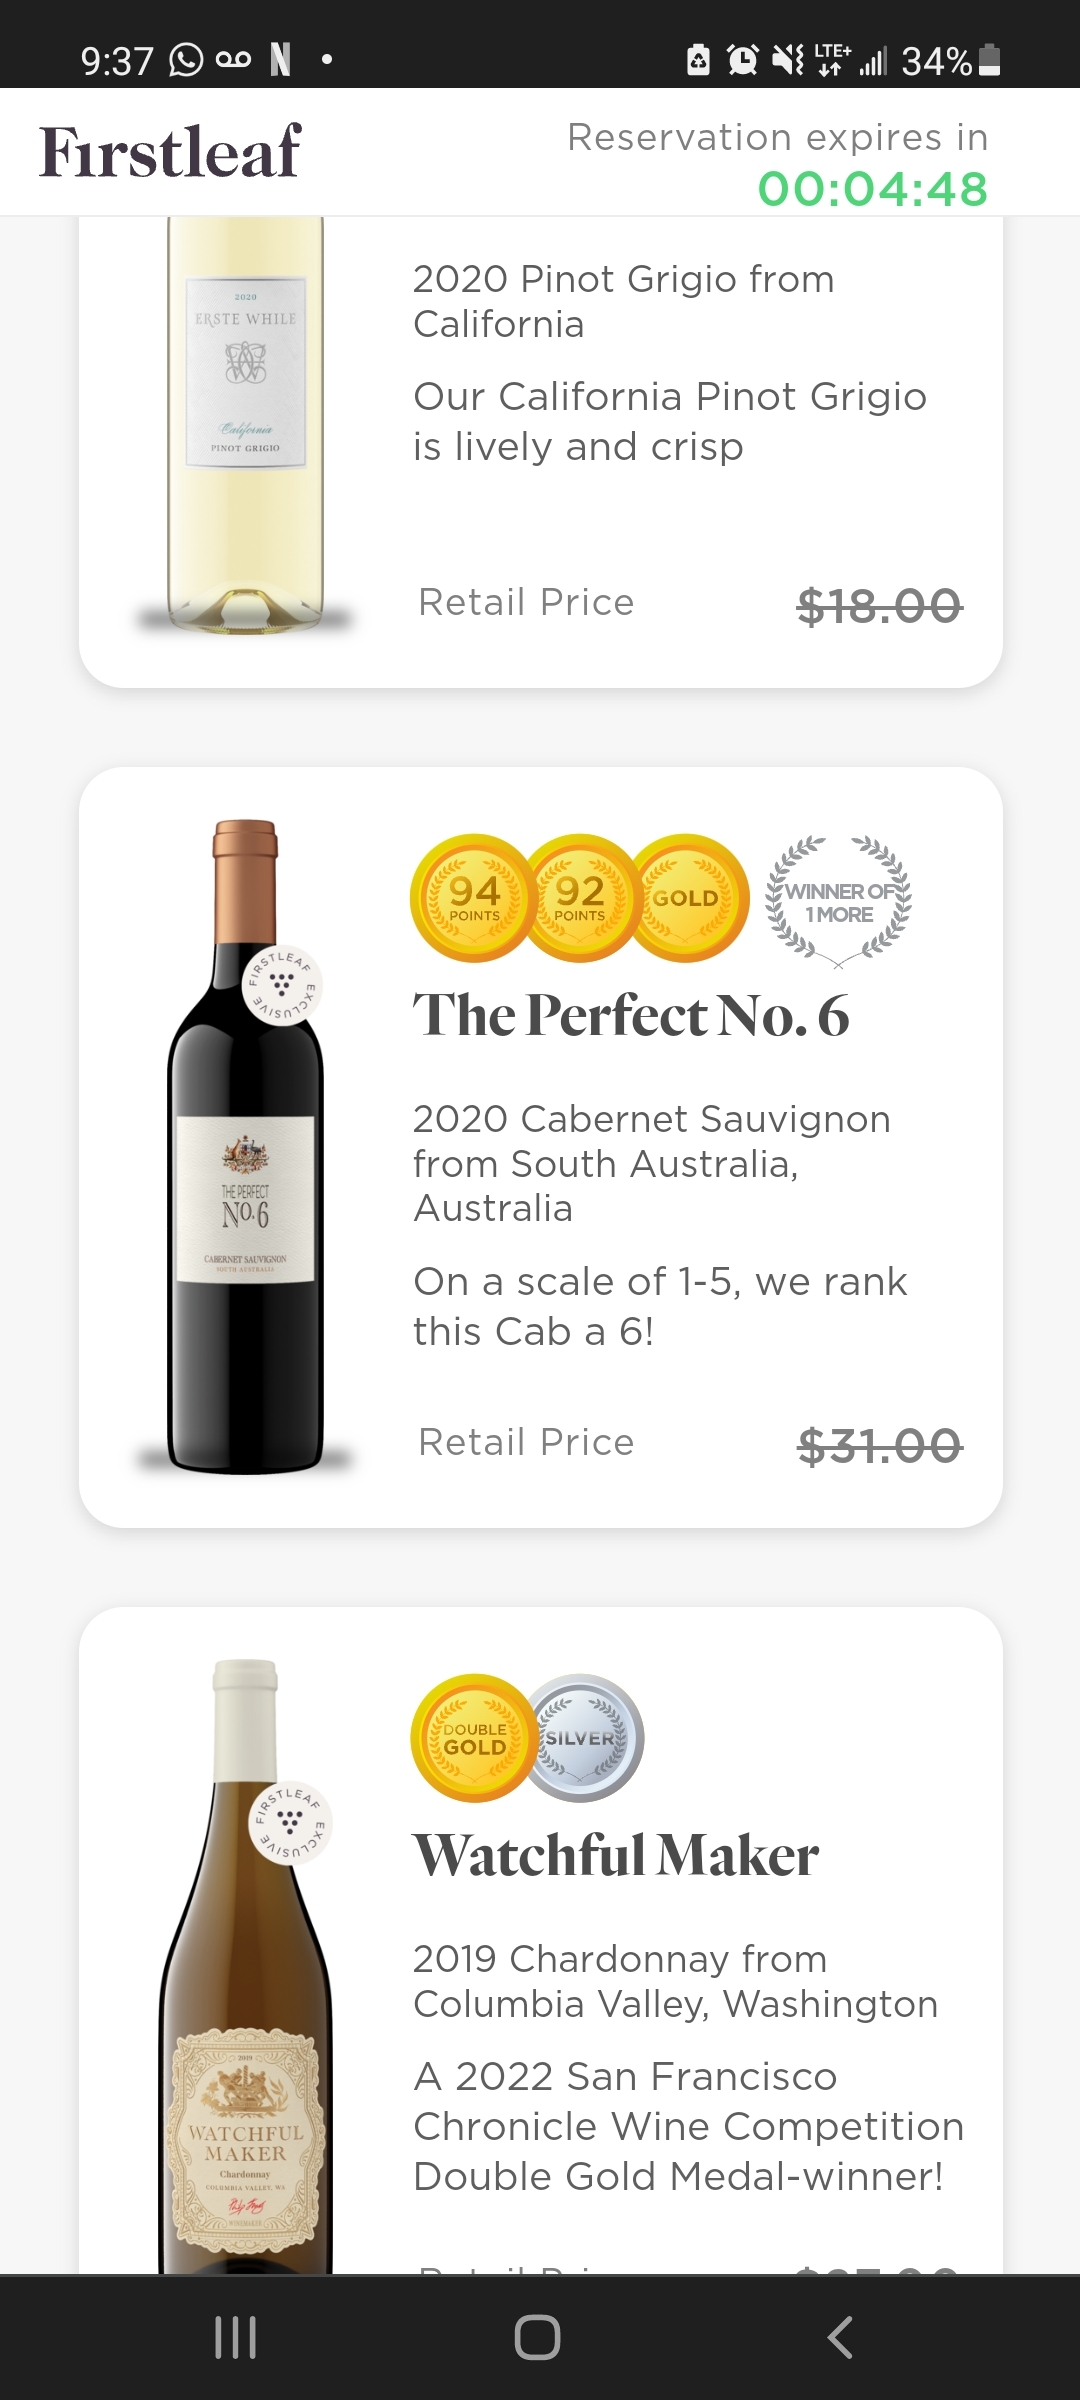 9:37 LTE+ 34%
Firstleaf
Reservation expires in
00:04:48
2020
ERSTE WHILE
California
PINOT GRIGIO
2020 Pinot Grigio from
California
Our California Pinot Grigio
is lively and crisp
Retail Price $18.00
94 POINTS
92 POINTS
GOLD
WINNER OF
1 MORE
FIRSTLEAF EXCLUSIVE
The Perfect No. 6
THE PERFECT
No.6
CABERNET SAUVIGNON
SOUTH AUSTRALIA
2020 Cabernet Sauvignon
from South Australia,
Australia
On a scale of 1-5, we rank
this Cab a 6!
Retail Price $31.00
DOUBLE
GOLD
SILVER
FIRSTLEAF EXCLUSIVE
Watchful Maker
2019
WATCHFUL
MAKER
Chardonnay
COLUMBIA VALLEY, WA
WINEMAKER
2019 Chardonnay from
Columbia Valley, Washington
A 2022 San Francisco
Chronicle Wine Competition
Double Gold Medal-winner!